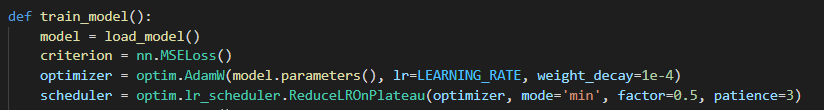 def train_model():
    model = load_model()
    criterion = nn.MSELoss()
    optimizer = optim.AdamW(model.parameters(), lr=LEARNING_RATE, weight_decay=1e-4)
    scheduler = optim.lr_scheduler.ReduceLROnPlateau(optimizer, mode='min', factor=0.5, patience=3)